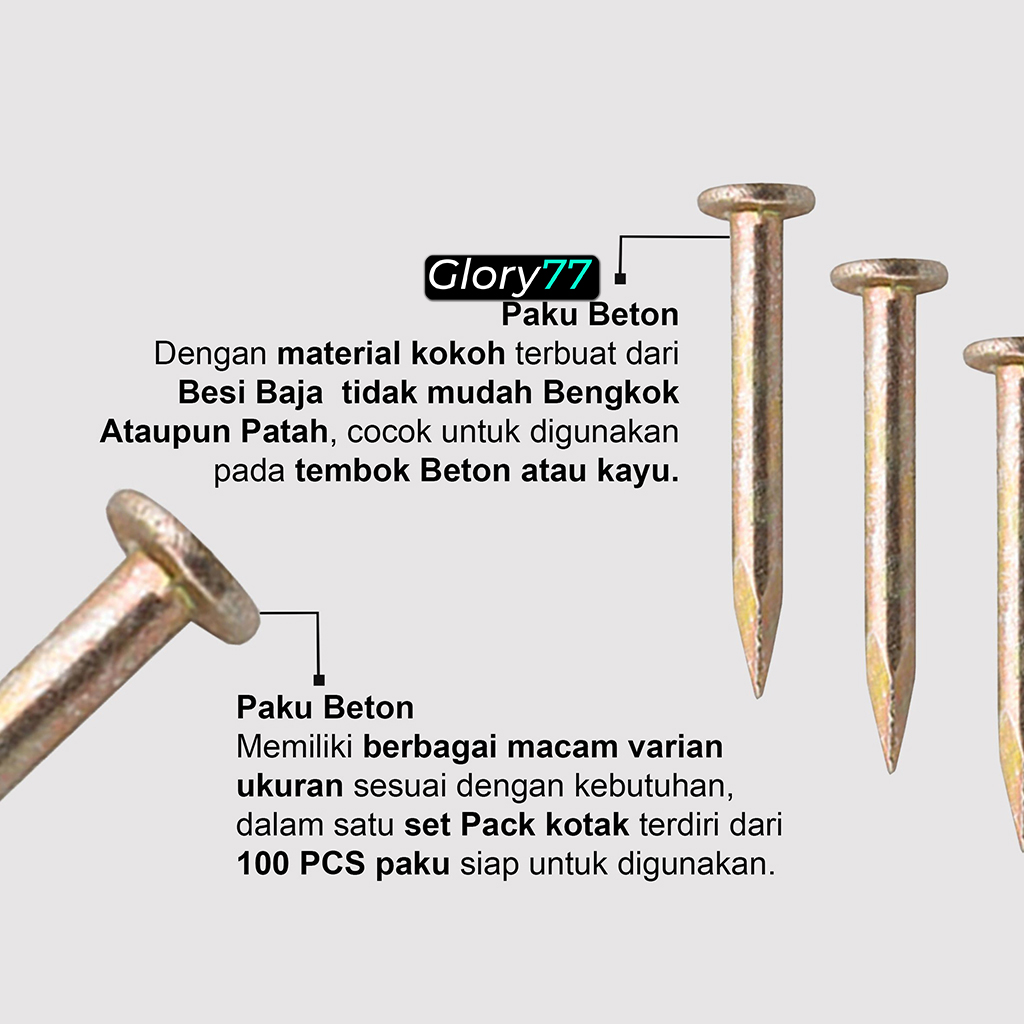 Glory77
Paku Beton
Dengan material kokoh terbuat dari
Besi Baja  tidak mudah Bengkok
Ataupun Patah, cocok untuk digunakan
pada tembok Beton atau kayu.
Paku Beton
Memiliki berbagai macam varian
ukuran sesuai dengan kebutuhan,
dalam satu set Pack kotak terdiri dari
100 PCS paku siap untuk digunakan.